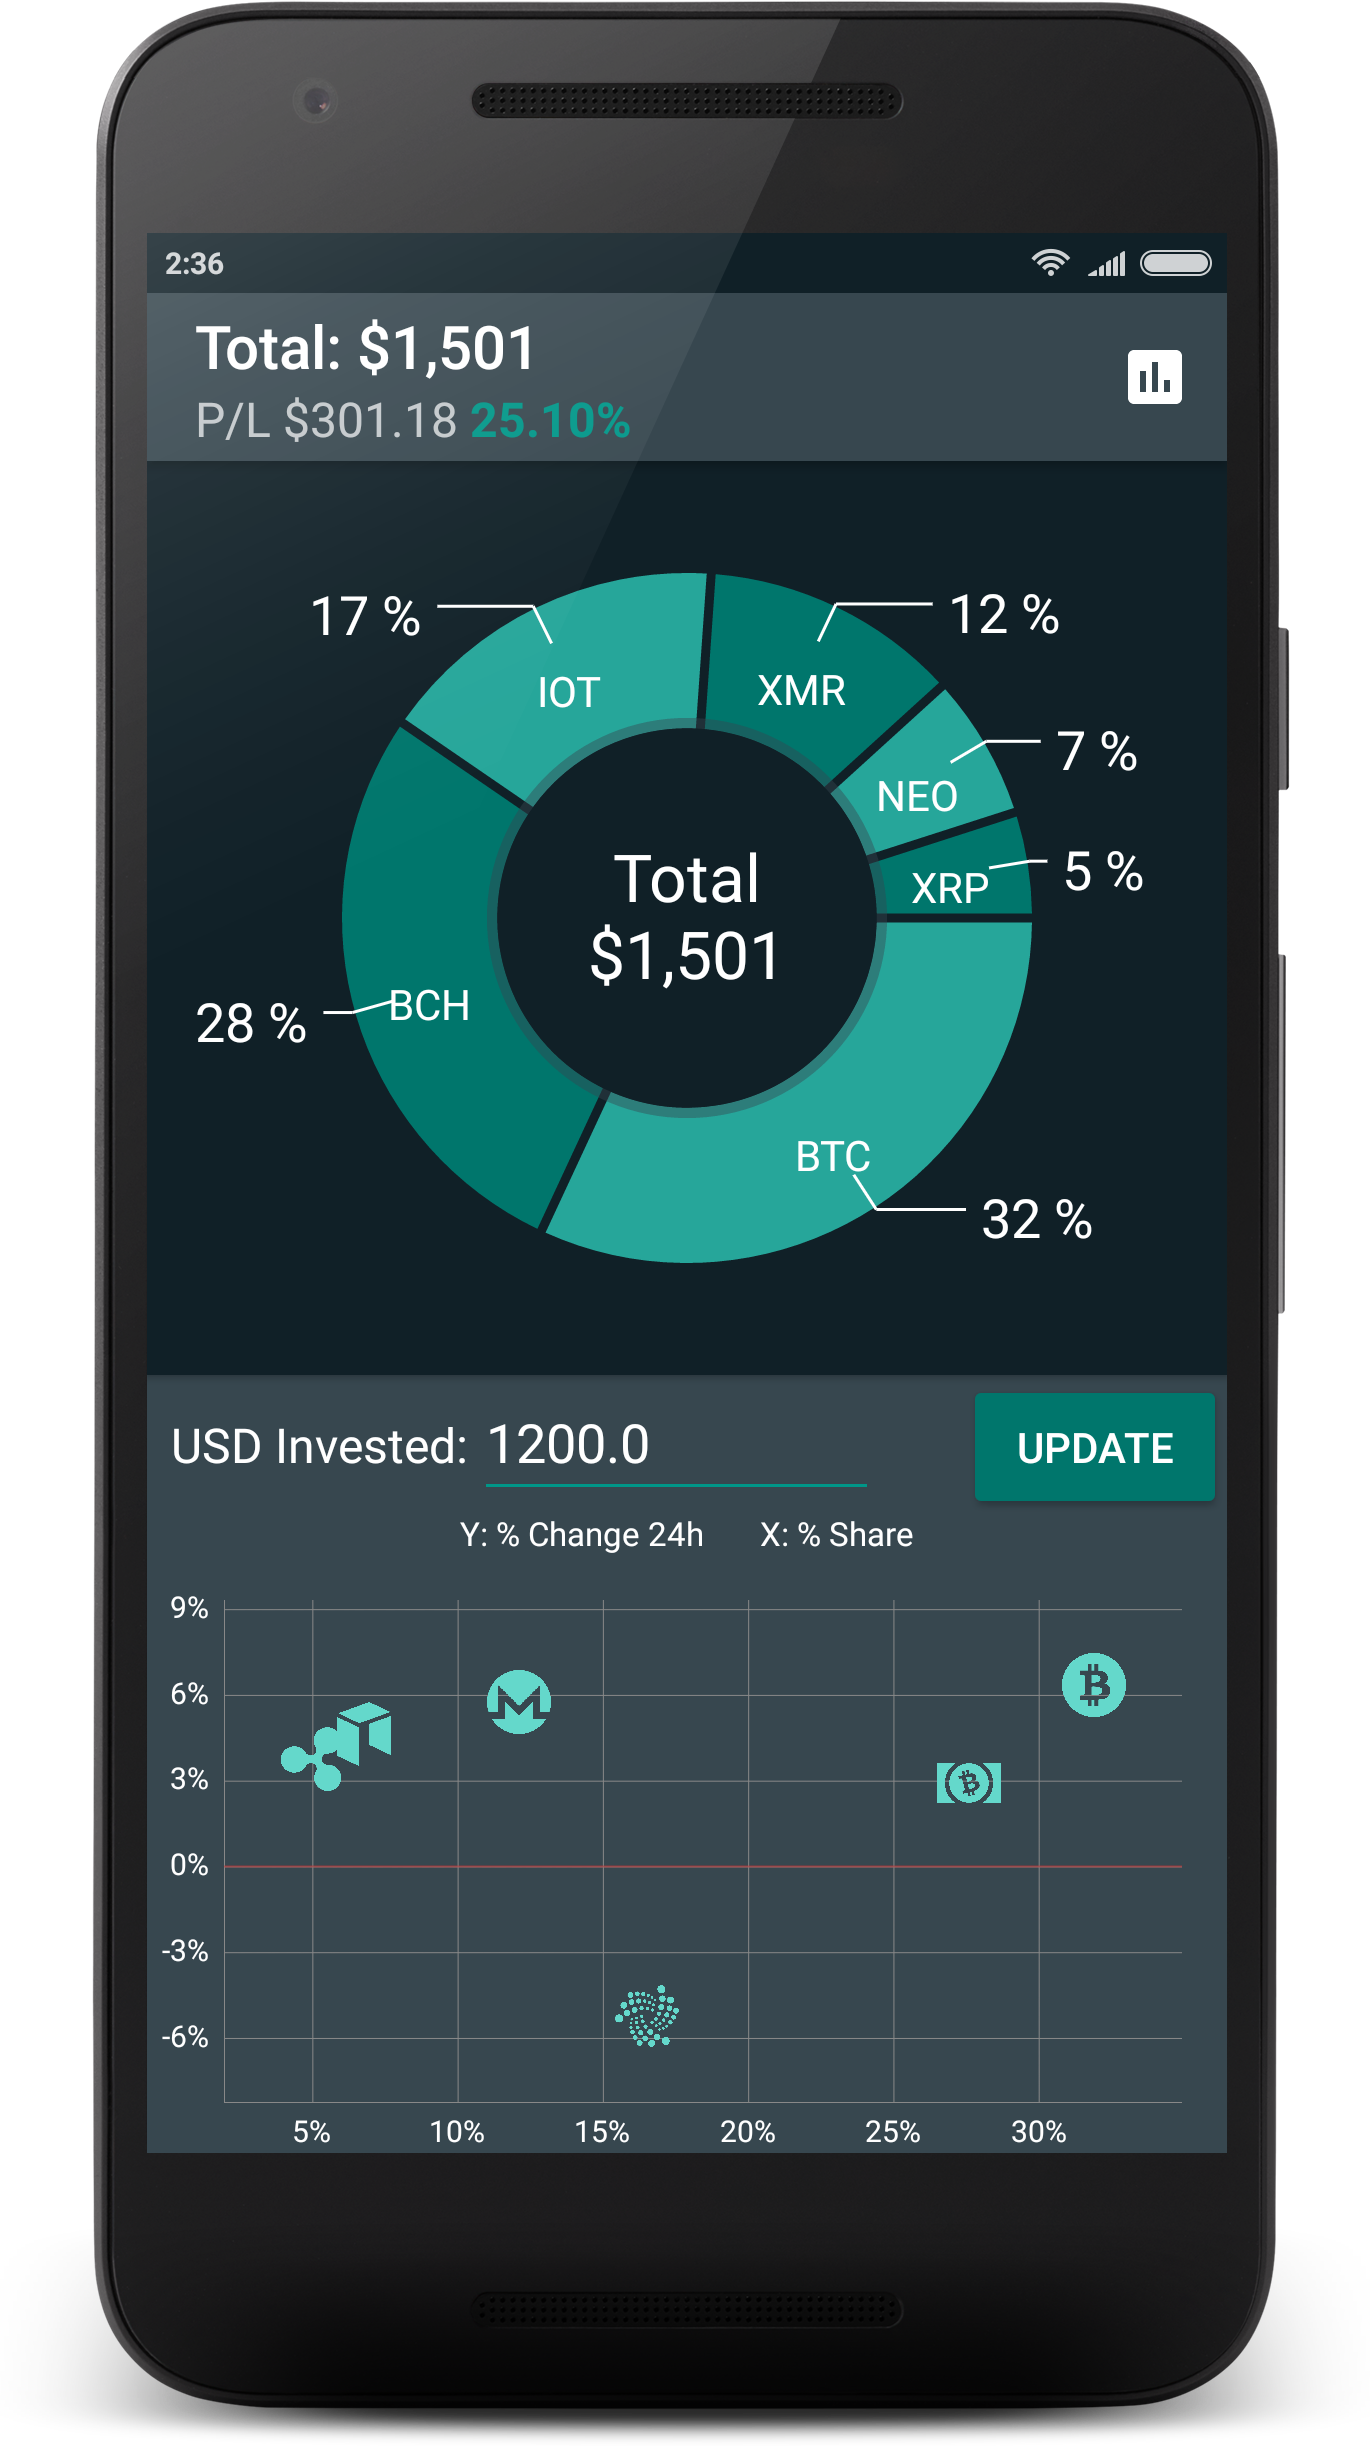 2:36
Total: $1,501
P/L $301.18 25.10%
17 %
12 %
IOT
XMR
7 %
NEO
5 %
XRP
Total
$1,501
28 %
BCH
BTC
32 %
USD Invested: 1200.0
UPDATE
Y: % Change 24h X: % Share
9%
6%
3%
0%
-3%
-6%
5% 10% 15% 20% 25% 30%